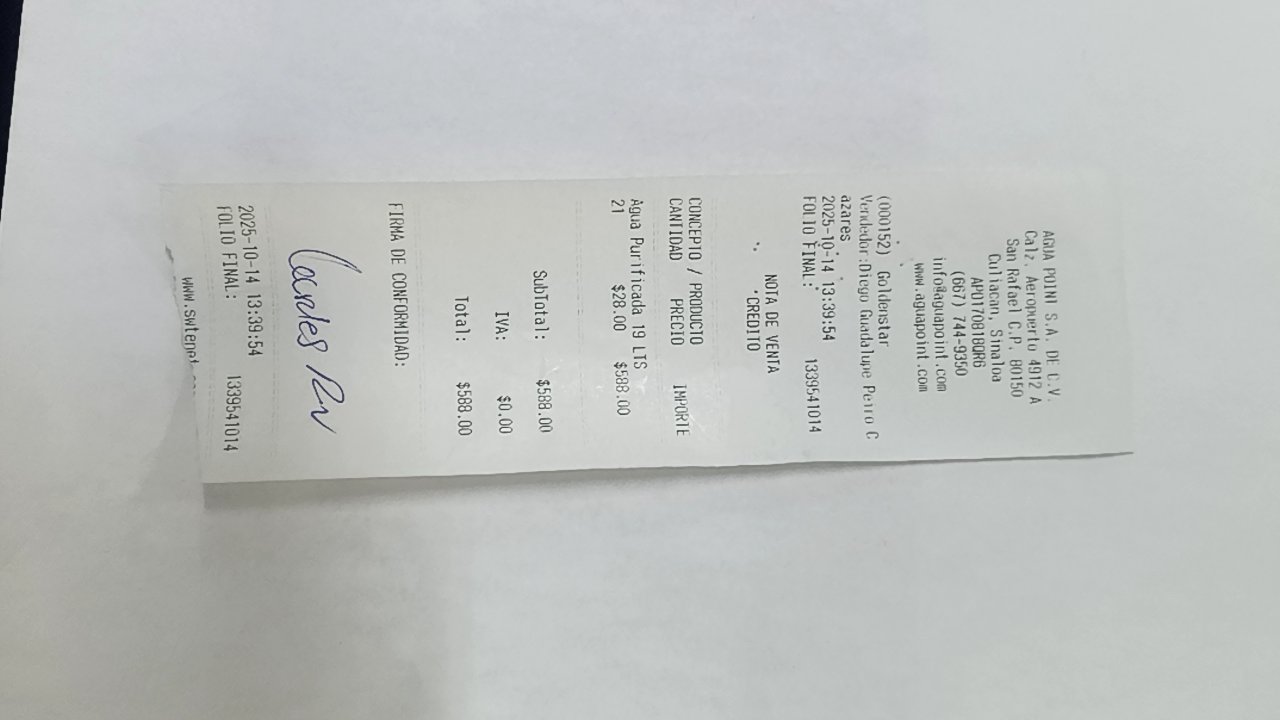 AGUA POINT S.A. DE C.V.
Calz. Aeropuerto 4912 A
San Rafael C.P. 80150
Culiacan, Sinaloa
APO170818QR6
(667) 744-9350
info@aguapoint.com
www.aguapoint.com
(000152) Goldenstar
Vendedor:Diego Guadalupe Peiro C
azares
2025-10-14 13:39:54
FOLIO FINAL: 1339541014
NOTA DE VENTA
CREDITO
CONCEPTO / PRODUCTO
CANTIDAD PRECIO IMPORTE
Agua Purificada 19 LTS
21 $28.00 $588.00
SubTotal: $588.00
IVA: $0.00
Total: $588.00
FIRMA DE CONFORMIDAD:
2025-10-14 13:39:54
FOLIO FINAL: 1339541014